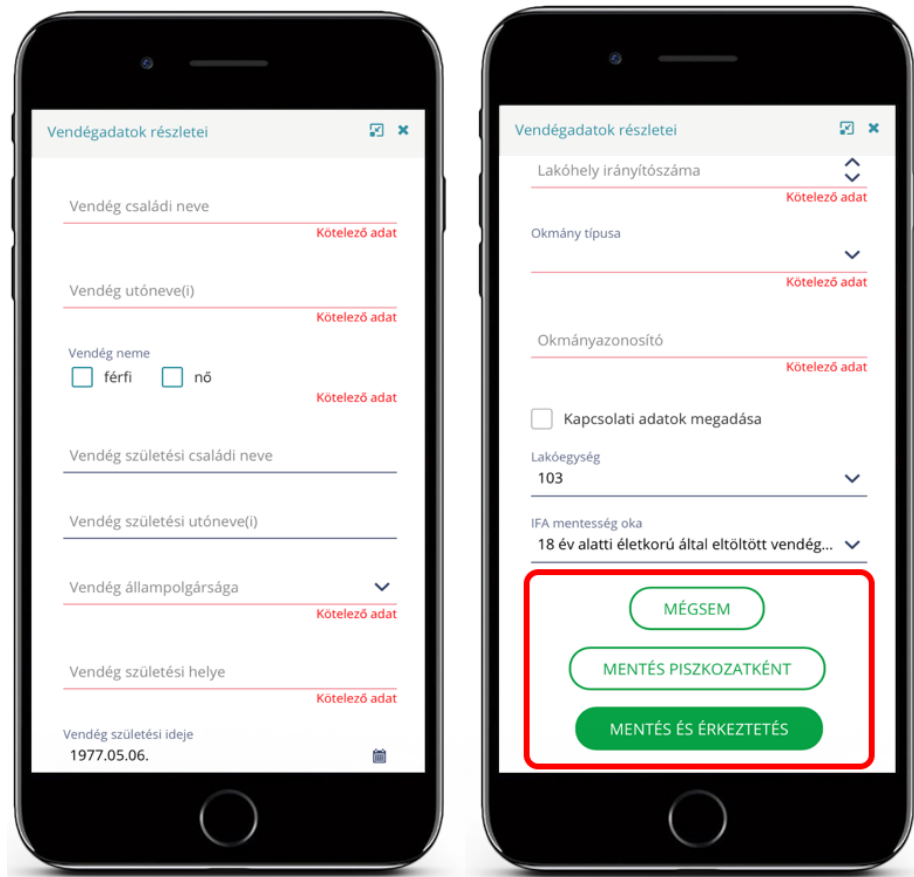 Vendégadatok részletei
Vendég családi neve
Kötelező adat
Vendég utóneve(i)
Kötelező adat
Vendég neme
férfi nő
Kötelező adat
Vendég születési családi neve
Vendég születési utóneve(i)
Vendég állampolgársága
Kötelező adat
Vendég születési helye
Kötelező adat
Vendég születési ideje
1977.05.06.
Vendégadatok részletei
Lakóhely irányítószáma
Kötelező adat
Okmány típusa
Kötelező adat
Okmányazonosító
Kötelező adat
Kapcsolati adatok megadása
Lakóegység
103
IFA mentesség oka
18 év alatti életkorú által eltöltött vendég...
MÉGSEM
MENTÉS PISZKOZATKÉNT
MENTÉS ÉS ÉRKEZTETÉS